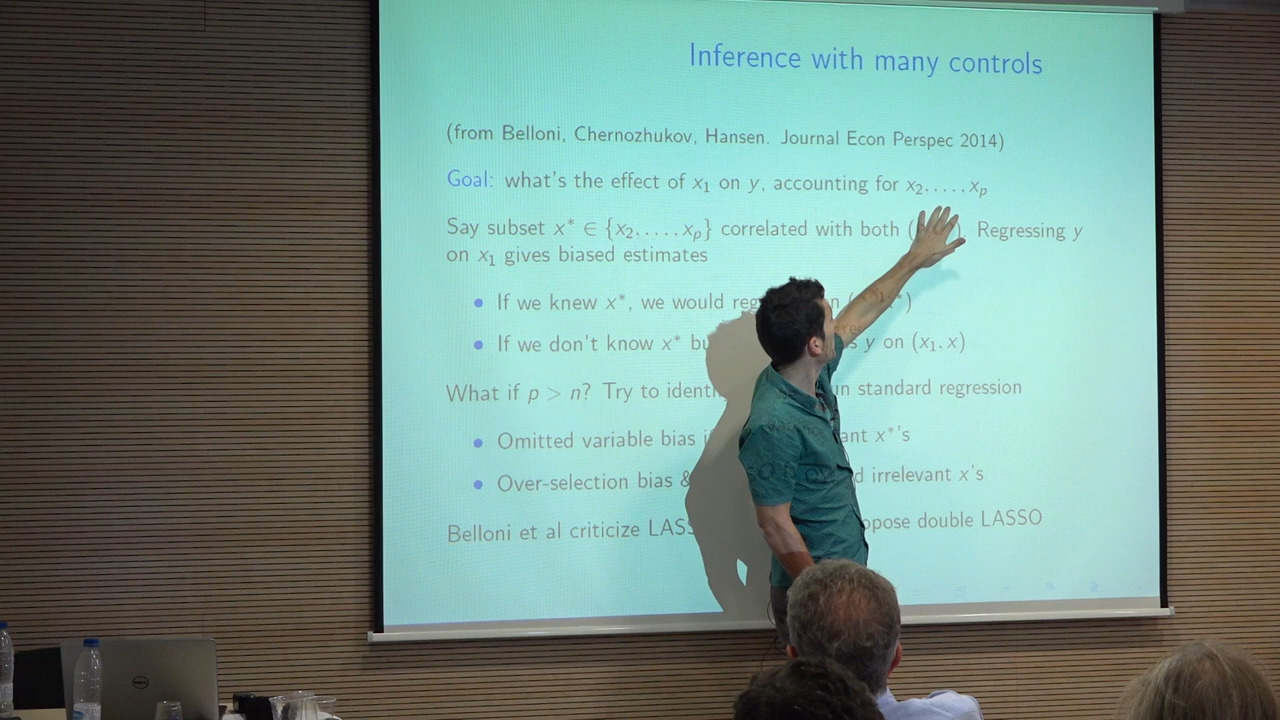 Inference with many controls
(from Belloni, Chernozhukov, Hansen. Journal Econ Perspec 2014)
Goal: what's the effect of x₁ on y, accounting for x₂.....xₚ
Say subset x* ∈ {x₂.....xₚ} correlated with both ( ). Regressing y
on x₁ gives biased estimates
• If we knew x*, we would *)
• If we don't know x* y on (x₁.x)
What if p > n? Try to standard regression
• Omitted variable bias x*'s
• Over-selection bias & irrelevant x's
Belloni et al criticize double LASSO
DELL